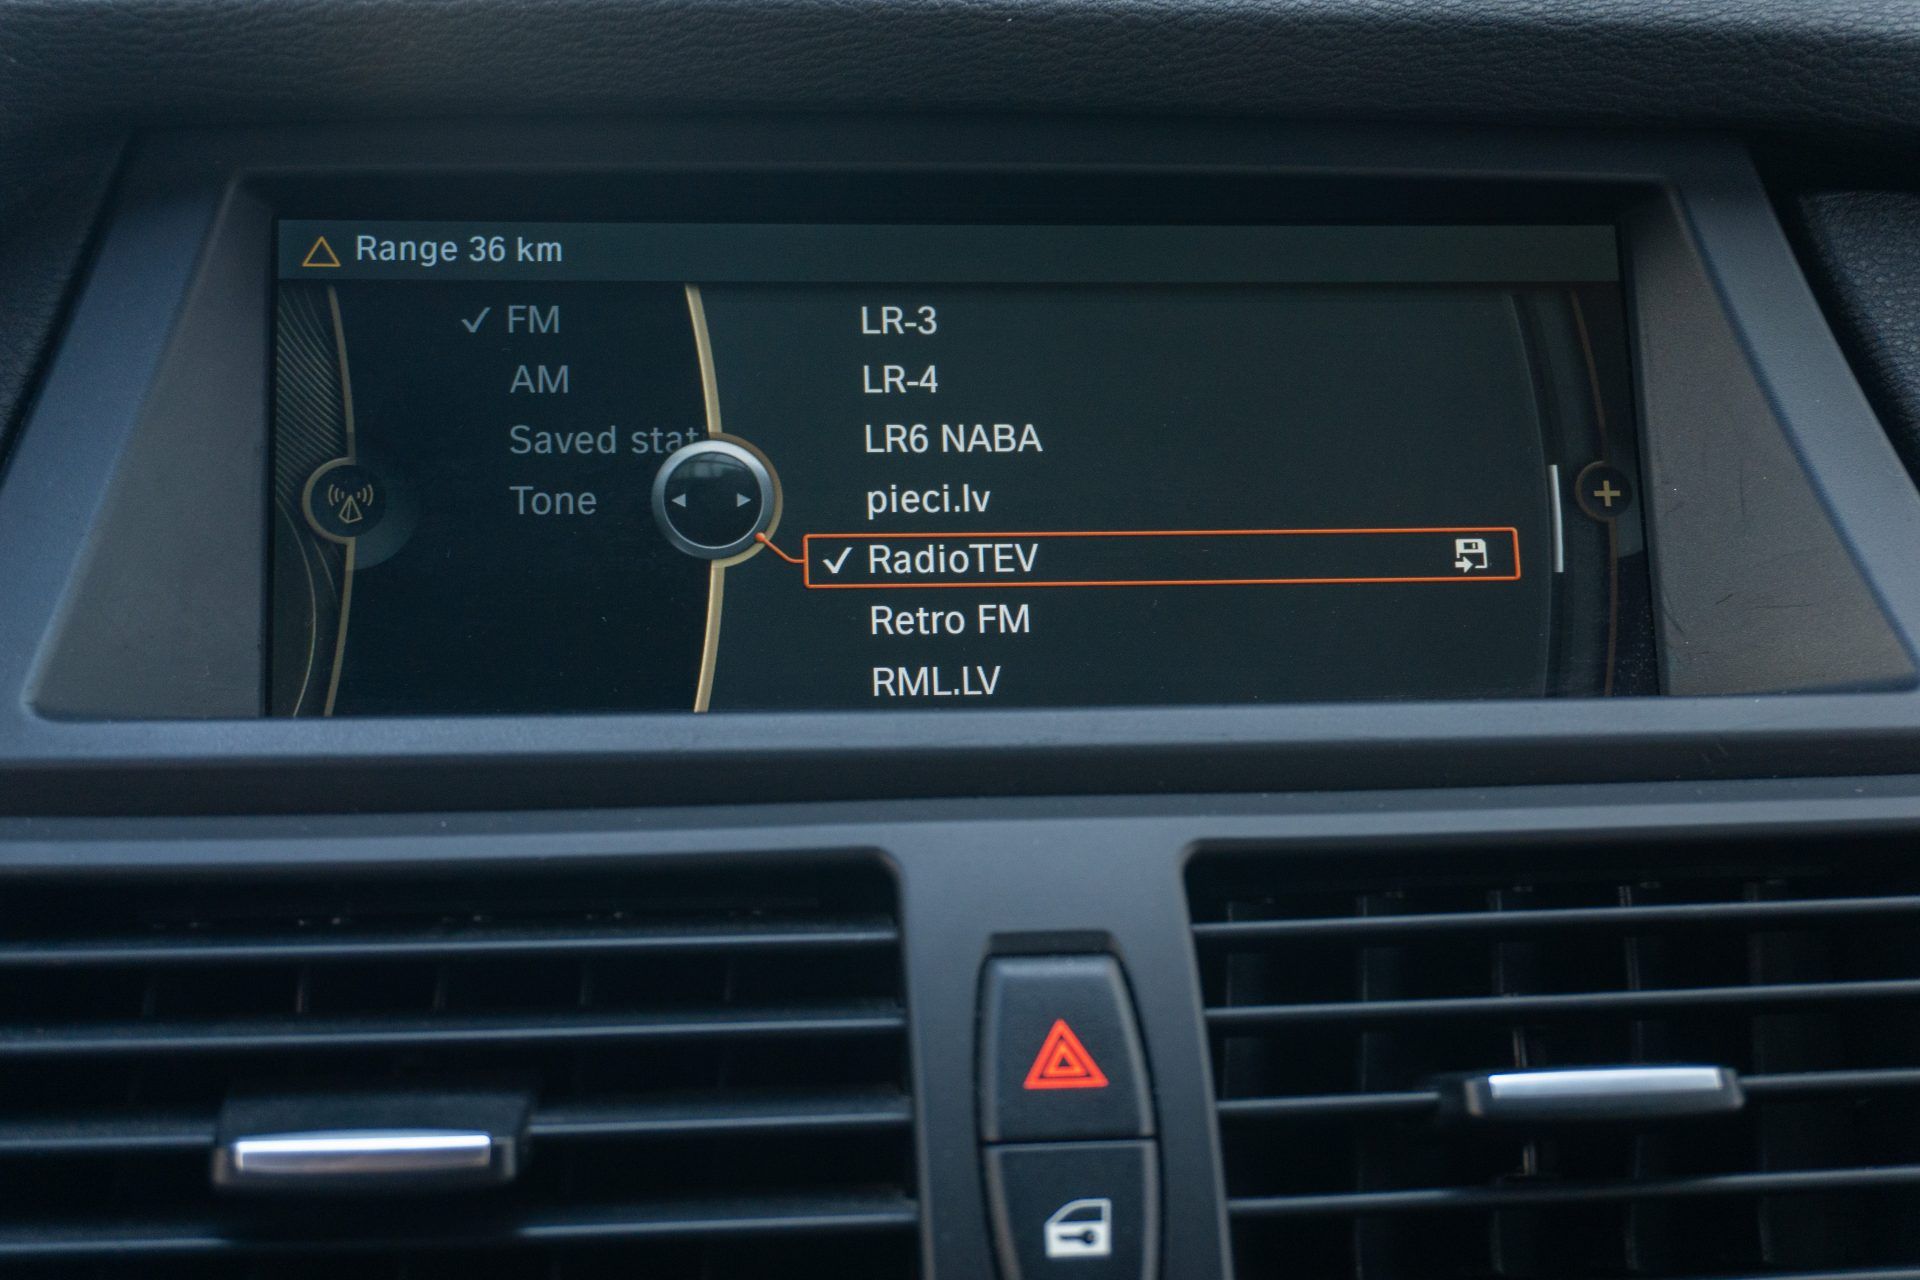 Range 36 km
FM
AM
Saved stat
Tone
LR-3
LR-4
LR6 NABA
pieci.lv
RadioTEV
Retro FM
RML.LV